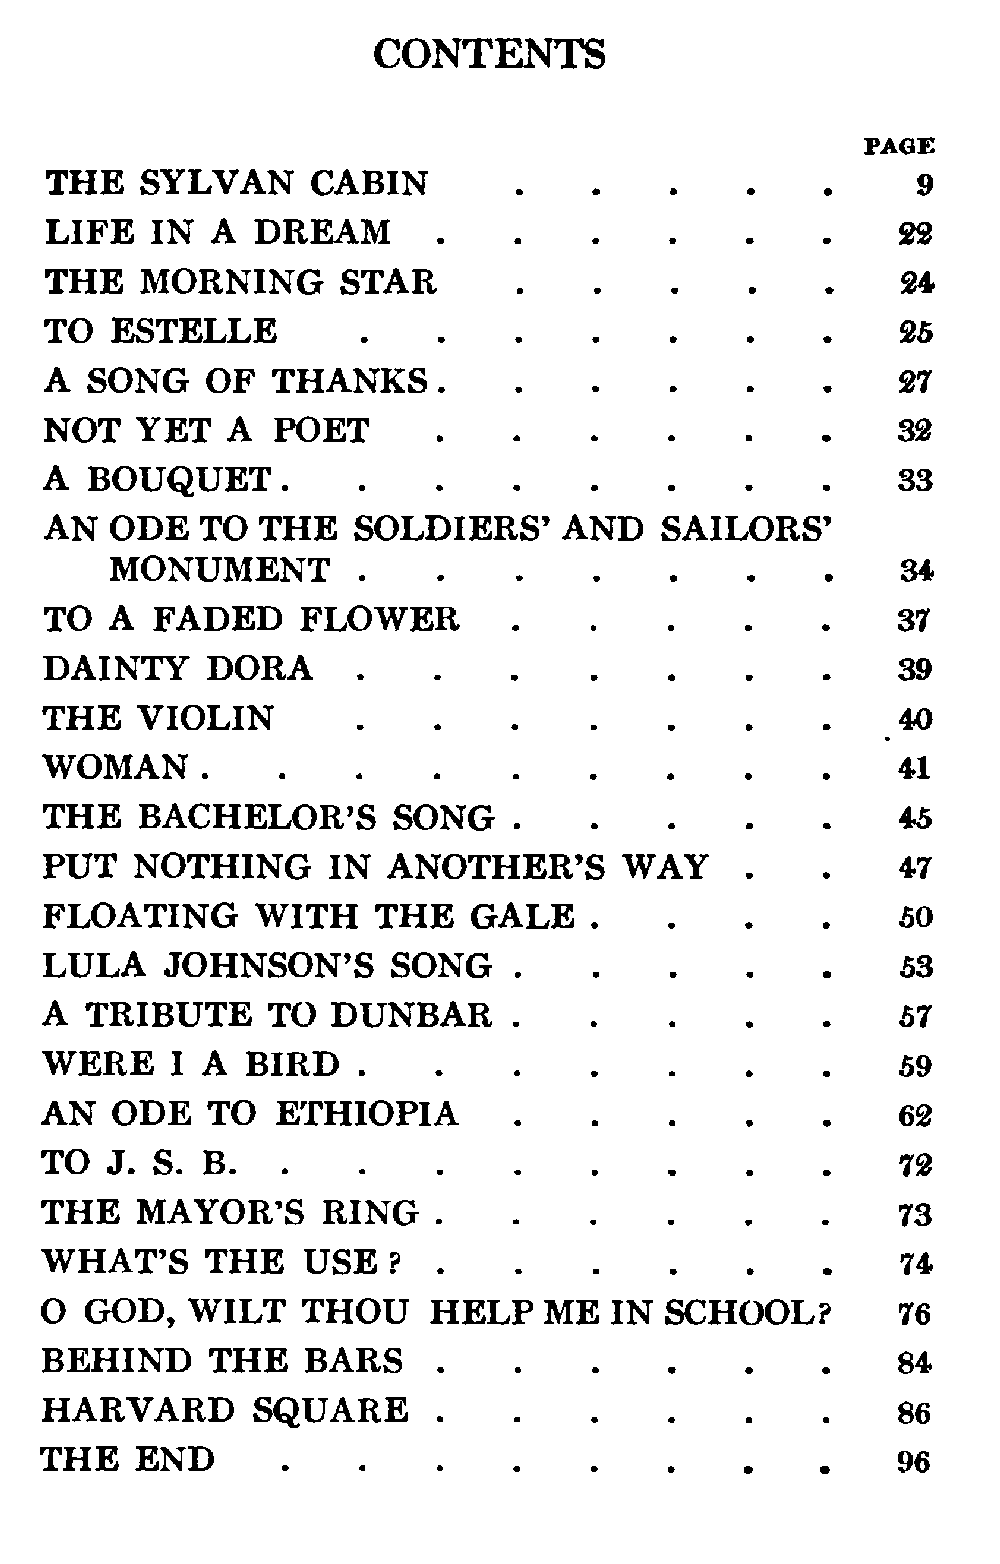 CONTENTS
PAGE
THE SYLVAN CABIN . . . . . 9
LIFE IN A DREAM . . . . . . 22
THE MORNING STAR . . . . . 24
TO ESTELLE . . . . . . . 25
A SONG OF THANKS . . . . . . 27
NOT YET A POET . . . . . . 32
A BOUQUET . . . . . . . . 33
AN ODE TO THE SOLDIERS' AND SAILORS'
MONUMENT . . . . . . . 34
TO A FADED FLOWER . . . . . 37
DAINTY DORA . . . . . . . 39
THE VIOLIN . . . . . . . 40
WOMAN . . . . . . . . . 41
THE BACHELOR'S SONG . . . . . 45
PUT NOTHING IN ANOTHER'S WAY . . 47
FLOATING WITH THE GALE . . . . 50
LULA JOHNSON'S SONG . . . . . 53
A TRIBUTE TO DUNBAR . . . . . 57
WERE I A BIRD . . . . . . . 59
AN ODE TO ETHIOPIA . . . . . 62
TO J. S. B. . . . . . . . . 72
THE MAYOR'S RING . . . . . . 73
WHAT'S THE USE? . . . . . . 74
O GOD, WILT THOU HELP ME IN SCHOOL? 76
BEHIND THE BARS . . . . . . 84
HARVARD SQUARE . . . . . . 86
THE END . . . . . . . . 96